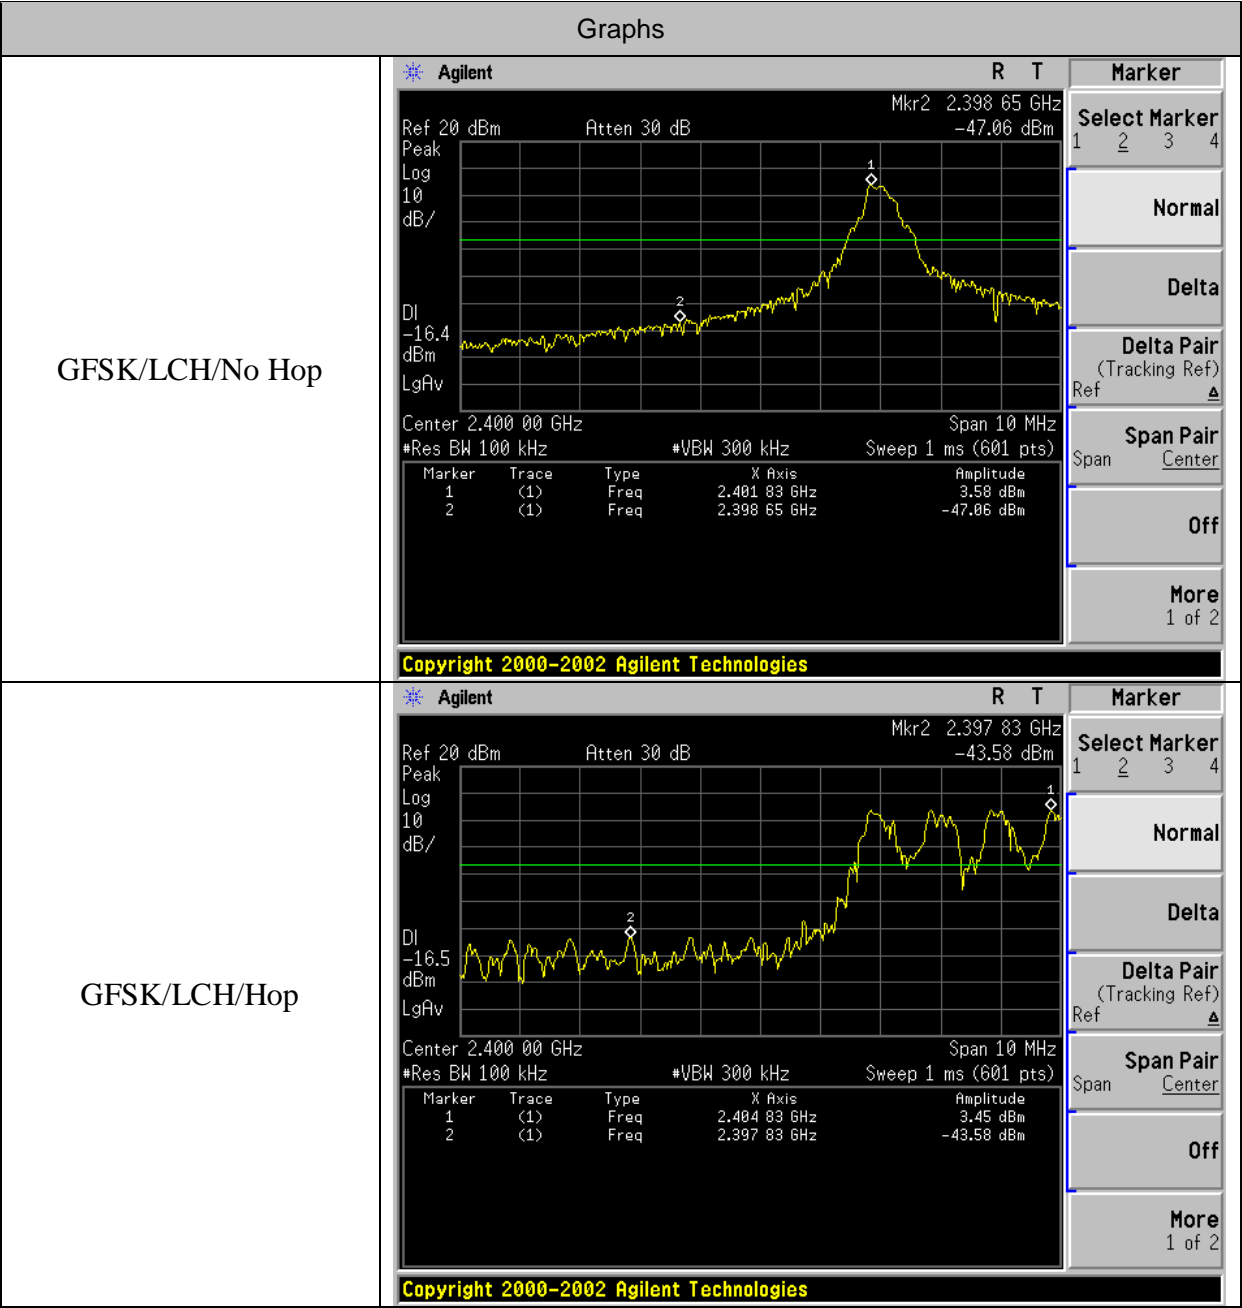 Graphs
GFSK/LCH/No Hop
Agilent R T Marker
Mkr2 2.398 65 GHz
Ref 20 dBm Atten 30 dB -47.06 dBm
Peak
Log
10
dB/
1
2
DI
-16.4
dBm
LgAv
Center 2.400 00 GHz Span 10 MHz
#Res BW 100 kHz #VBW 300 kHz Sweep 1 ms (601 pts)
Marker Trace Type X Axis Amplitude
1 (1) Freq 2.401 83 GHz 3.58 dBm
2 (1) Freq 2.398 65 GHz -47.06 dBm
Select Marker
1 2 3 4
Normal
Delta
Delta Pair
(Tracking Ref)
Ref Δ
Span Pair
Span Center
Off
More
1 of 2
Copyright 2000-2002 Agilent Technologies
GFSK/LCH/Hop
Agilent R T Marker
Mkr2 2.397 83 GHz
Ref 20 dBm Atten 30 dB -43.58 dBm
Peak
Log
10
dB/
1
2
DI
-16.5
dBm
LgAv
Center 2.400 00 GHz Span 10 MHz
#Res BW 100 kHz #VBW 300 kHz Sweep 1 ms (601 pts)
Marker Trace Type X Axis Amplitude
1 (1) Freq 2.404 83 GHz 3.45 dBm
2 (1) Freq 2.397 83 GHz -43.58 dBm
Select Marker
1 2 3 4
Normal
Delta
Delta Pair
(Tracking Ref)
Ref Δ
Span Pair
Span Center
Off
More
1 of 2
Copyright 2000-2002 Agilent Technologies